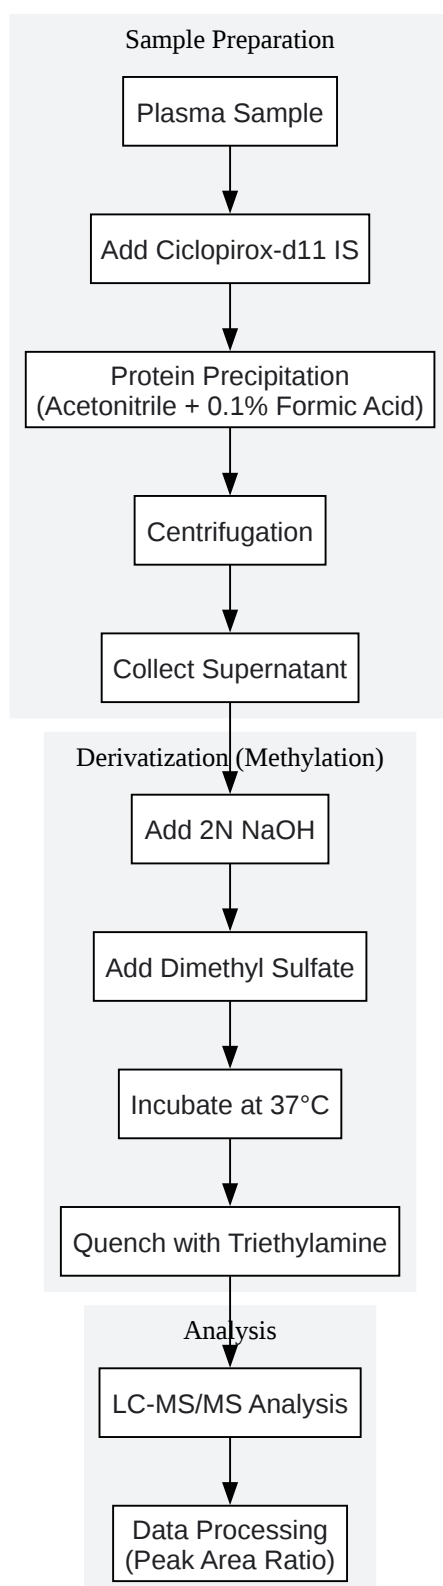 Sample Preparation
Plasma Sample
Add Ciclopirox-d11 IS
Protein Precipitation
(Acetonitrile + 0.1% Formic Acid)
Centrifugation
Collect Supernatant
Derivatization (Methylation)
Add 2N NaOH
Add Dimethyl Sulfate
Incubate at 37°C
Quench with Triethylamine
Analysis
LC-MS/MS Analysis
Data Processing
(Peak Area Ratio)